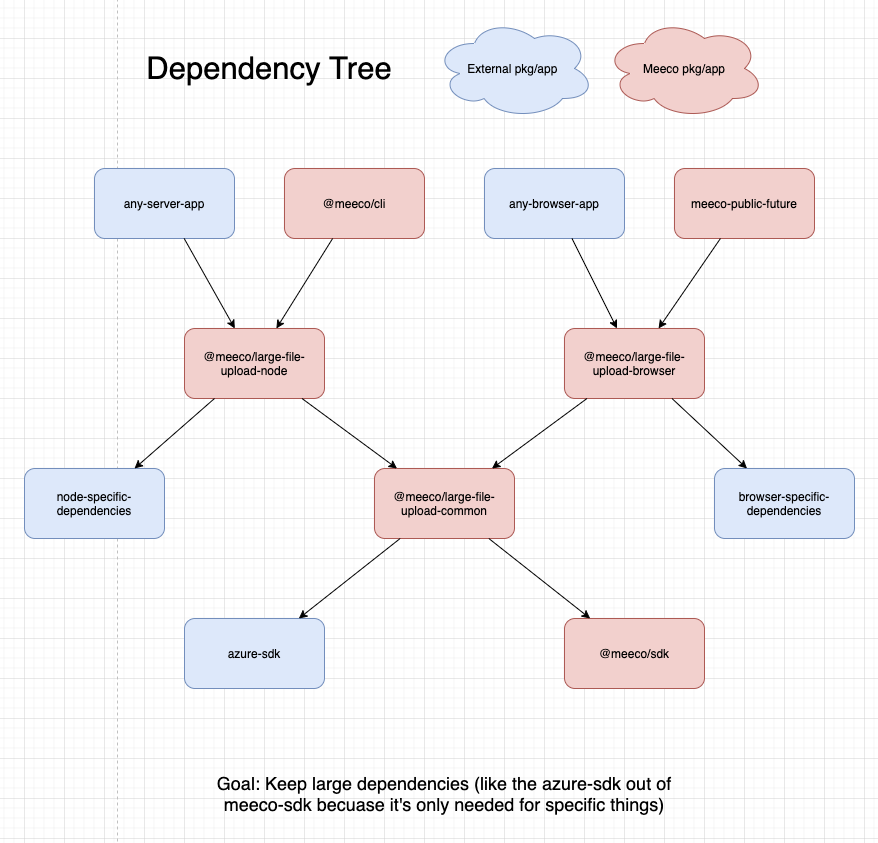 Dependency Tree
External pkg/app
Meeco pkg/app
any-server-app
@meeco/cli
any-browser-app
meeco-public-future
@meeco/large-file-
upload-node
@meeco/large-file-
upload-browser
node-specific-
dependencies
@meeco/large-file-
upload-common
browser-specific-
dependencies
azure-sdk
@meeco/sdk
Goal: Keep large dependencies (like the azure-sdk out of
meeco-sdk becuase it's only needed for specific things)